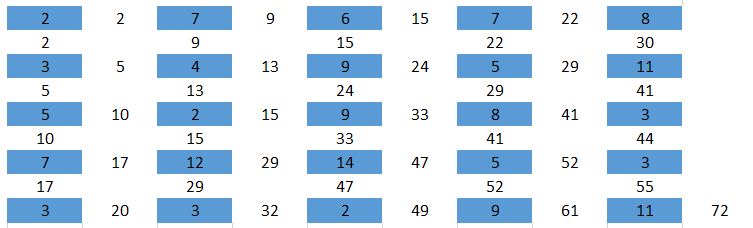 2 2 7 9 6 15 7 22 8
2 9 15 22 30
3 5 4 13 9 24 5 29 11
5 13 24 29 41
5 10 2 15 9 33 8 41 3
10 15 33 41 44
7 17 12 29 14 47 5 52 3
17 29 47 52 55
3 20 3 32 2 49 9 61 11 72